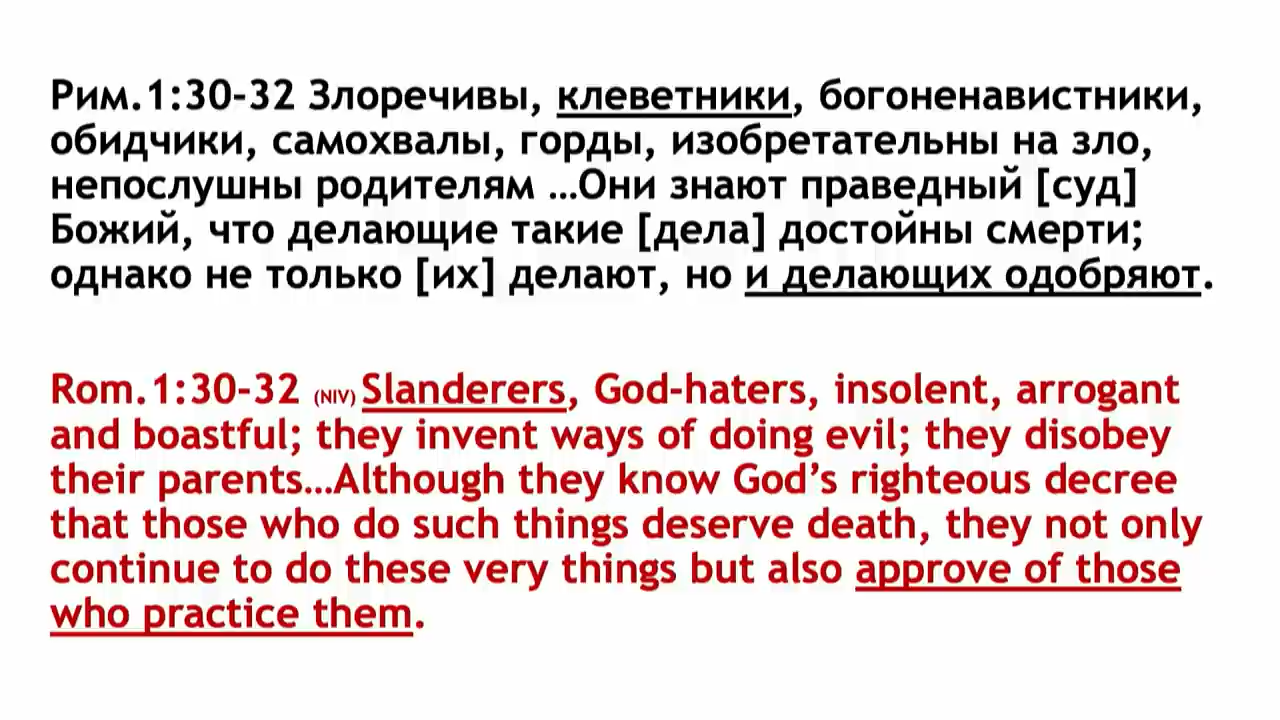 Рим.1:30-32 Злоречивы, клеветники, богоненавистники,
обидчики, самохвалы, горды, изобретательны на зло,
непослушны родителям …Они знают праведный [суд]
Божий, что делающие такие [дела] достойны смерти;
однако не только [их] делают, но и делающих одобряют.
Rom.1:30-32 (NIV) Slanderers, God-haters, insolent, arrogant
and boastful; they invent ways of doing evil; they disobey
their parents…Although they know God’s righteous decree
that those who do such things deserve death, they not only
continue to do these very things but also approve of those
who practice them.